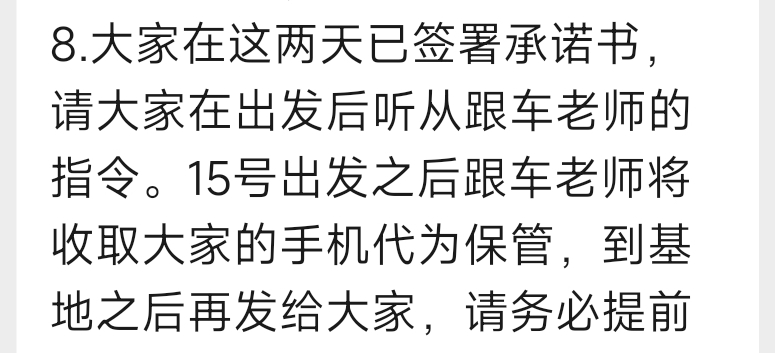 8.大家在这两天已签署承诺书，
请大家在出发后听从跟车老师的
指令。15号出发之后跟车老师将
收取大家的手机代为保管，到基
地之后再发给大家，请务必提前